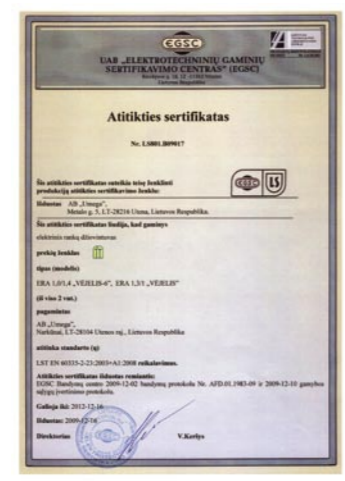 EGSC
UAB „ELEKTROTECHNINIŲ GAMINIŲ
SERTIFIKAVIMO CENTRAS“ (EGSC)
Lietuvos Respublika
Atitikties sertifikatas
Nr. LS801.B09017
Šis atitikties sertifikatas suteikia teisę ženklinti
produkciją atitikties sertifikavimo ženklu:
EGSC
LS
Išduotas AB „Umega“,
Metalo g. 5, LT-28216 Utena, Lietuvos Respublika.
Šis atitikties sertifikatas liudija, kad gaminys
elektrinis rankų džiovintuvas
prekių ženklas
tipas (modelis)
ERA 1,0/1,4 „VĖJELIS-6“, ERA 1,3/1 „VĖJELIS“
(iš viso 2 vnt.)
pagamintas
AB „Umega“,
Narkūnai, LT-28104 Utenos raj., Lietuvos Respublika
atitinka standarto (ų)
LST EN 60335-2-23:2003+A1:2008 reikalavimus.
Atitikties sertifikatas išduotas remiantis:
EGSC Bandymų centro 2009-12-02 bandymų protokolu Nr. AFD.01.1983-09 ir 2009-12-10 gamybos
sąlygų įvertinimo protokolu.
Galioja iki: 2012-12-16
Išduotas: 2009-12-16
Direktorius V.Keršys